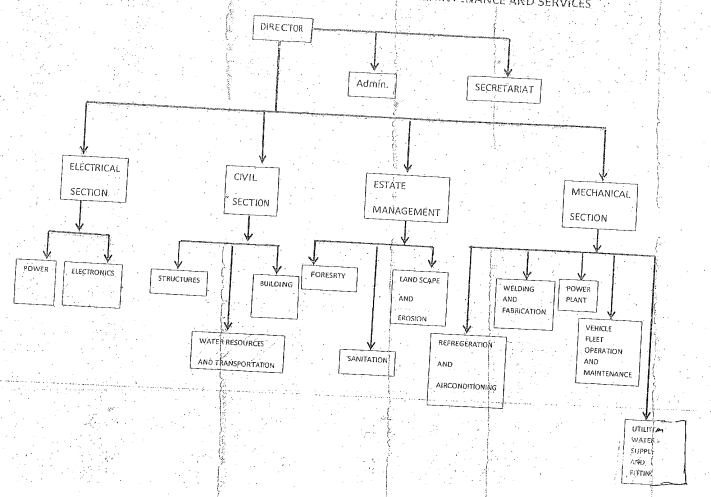 AND SERVICES
DIRECTOR
Admin.
SECRETARIAT
ELECTRICAL
SECTION
CIVIL
SECTION
ESTATE
MANAGEMENT
MECHANICAL
SECTION
POWER
ELECTRONICS
STRUCTURES
WATER RESOURCES
AND TRANSPORTATION
BUILDING
FORESRTY
SANITATION
LAND SCAPE
AND
EROSION
REFREGERATION
AND
AIRCONDITIONING
WELDING
AND
FABRICATION
POWER
PLANT
VEHICLE
FLEET
OPERATION
AND
MAINTENANCE
WATER
SUPPLY
AND
FITTING